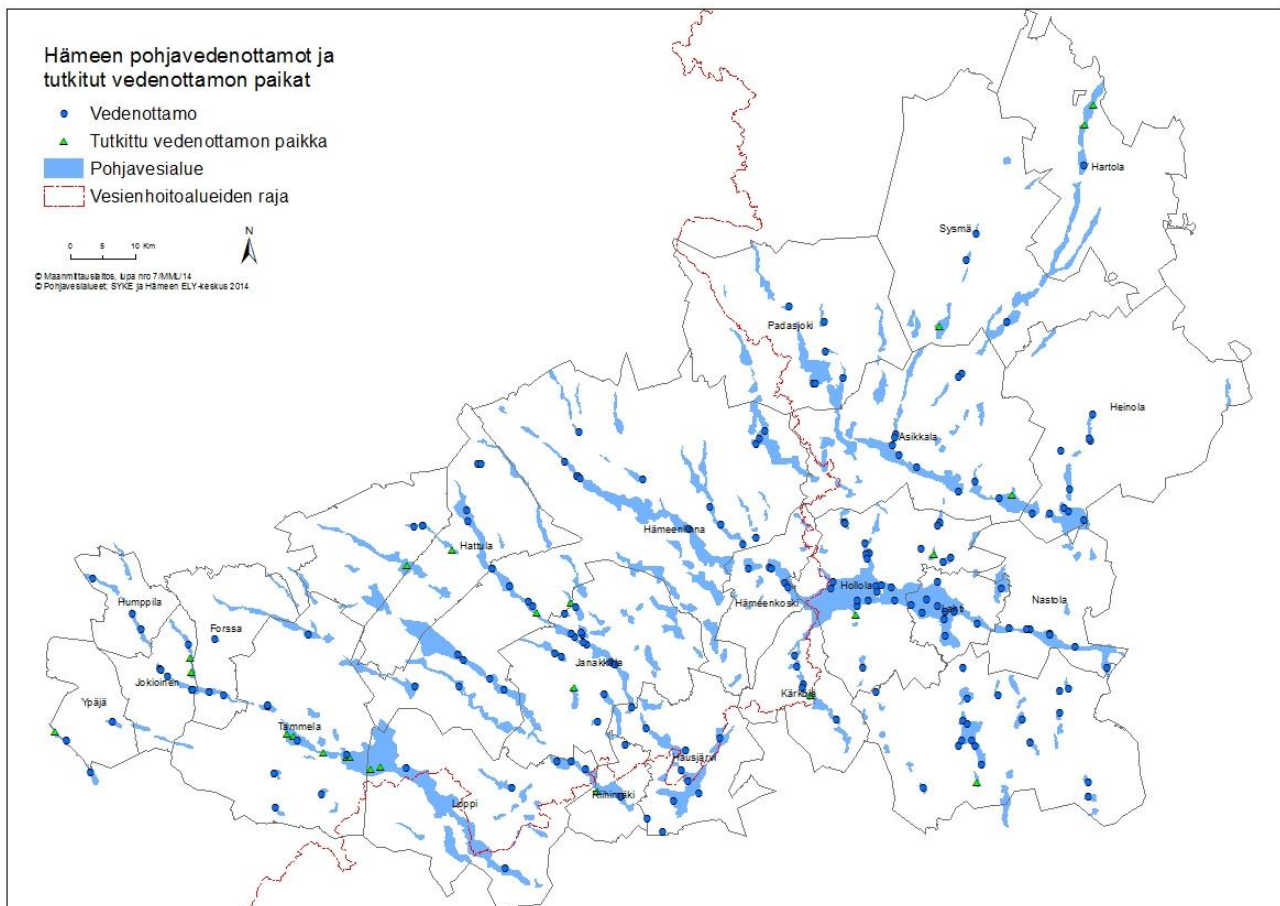 Hämeen pohjavedenottamot ja
tutkitut vedenottamon paikat
Vedenottamo
Tutkittu vedenottamon paikka
Pohjavesialue
Vesienhoitoalueiden raja
N
0 5 10 Km
© Maanmittauslaitos, lupa nro 7/MML/14
© Pohjavesialueet; SYKE ja Hämeen ELY-keskus 2014
Hartola
Sysmä
Padasjoki
Heinola
Asikkala
Hämeenlinna
Hattula
Hollola
Hämeenkoski
Nastola
Lahti
Humppila
Forssa
Janakkala
Jokioinen
Kärkölä
Ypäjä
Tammela
Hausjärvi
Riihimäki
Loppi